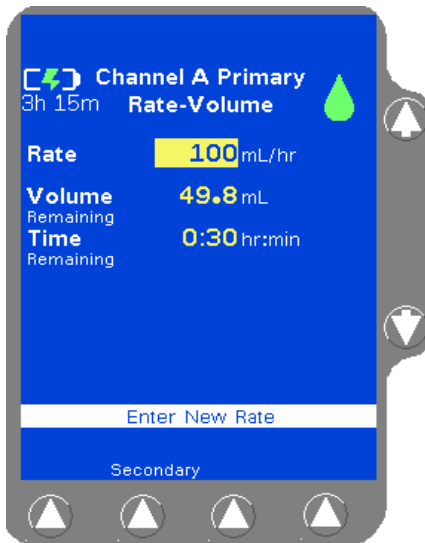 Channel A Primary
3h 15m Rate-Volume
Rate 100 mL/hr
Volume 49.8 mL
Remaining
Time 0:30 hr:min
Remaining
Enter New Rate
Secondary